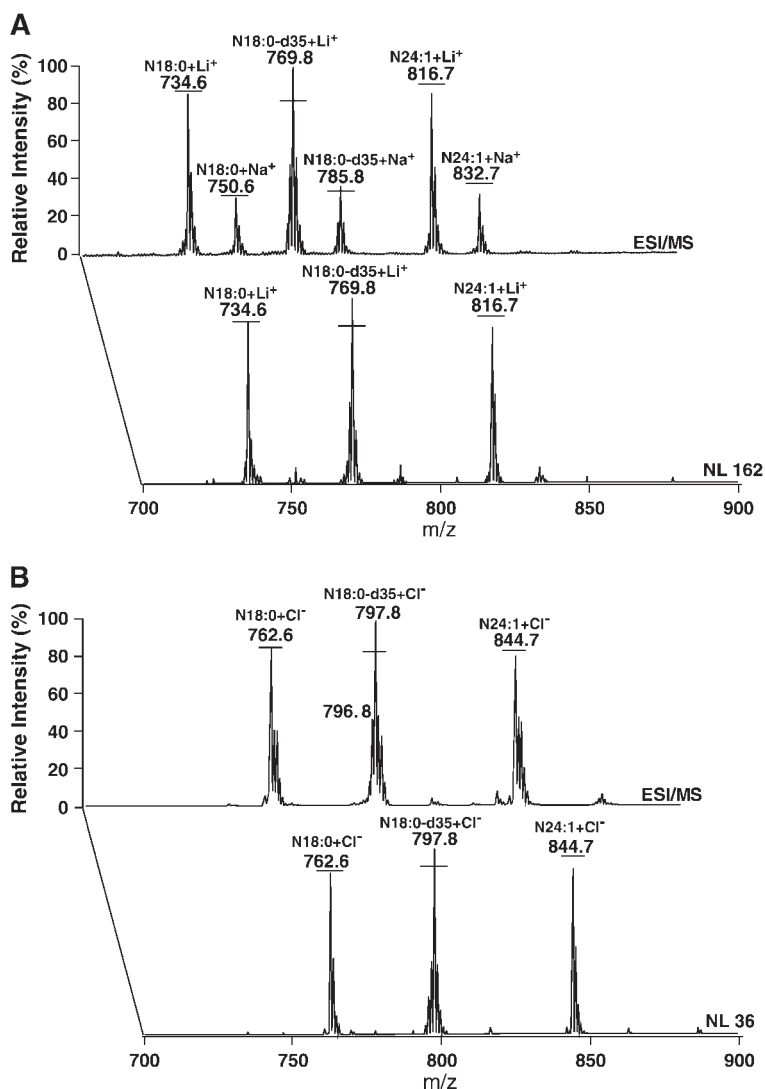 A
Relative Intensity (%)
100
80
60
40
20
0
N18:0+Li⁺
734.6
N18:0+Na⁺
750.6
N18:0-d35+Li⁺
769.8
N18:0-d35+Na⁺
785.8
N24:1+Li⁺
816.7
N24:1+Na⁺
832.7
ESI/MS
N18:0+Li⁺
734.6
N18:0-d35+Li⁺
769.8
N24:1+Li⁺
816.7
NL 162
700 750 800 850 900
m/z
B
Relative Intensity (%)
100
80
60
40
20
0
N18:0+Cl⁻
762.6
N18:0-d35+Cl⁻
797.8
796.8
N24:1+Cl⁻
844.7
ESI/MS
N18:0+Cl⁻
762.6
N18:0-d35+Cl⁻
797.8
N24:1+Cl⁻
844.7
NL 36
700 750 800 850 900
m/z